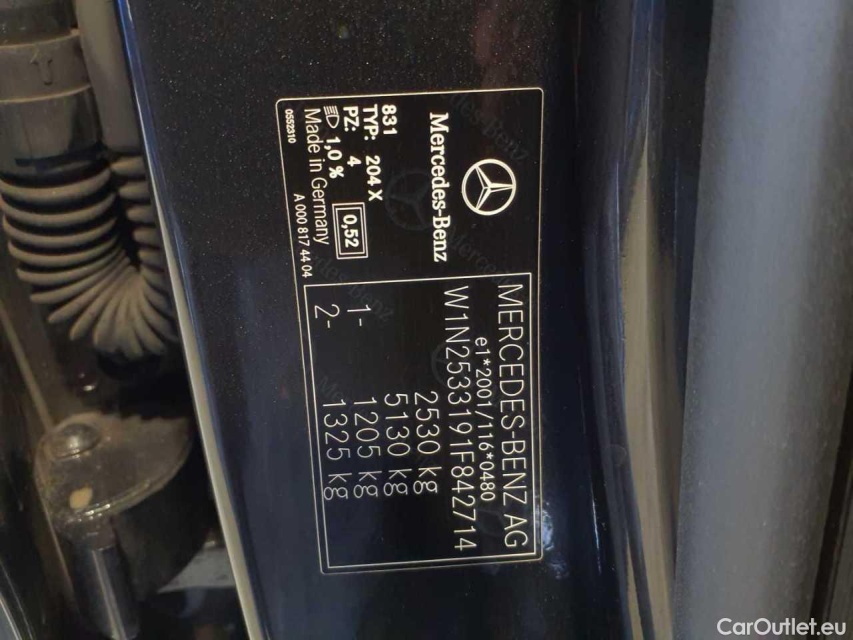 Mercedes-Benz
831
TYP: 204 X
PZ: 4
1,0 %
0,52
Made in Germany
0552310
A 000 817 44 04
MERCEDES-BENZ AG
e1*2001/116*0480
W1N2533191F842714
2530 kg
5130 kg
1- 1205 kg
2- 1325 kg
CarOutlet.eu